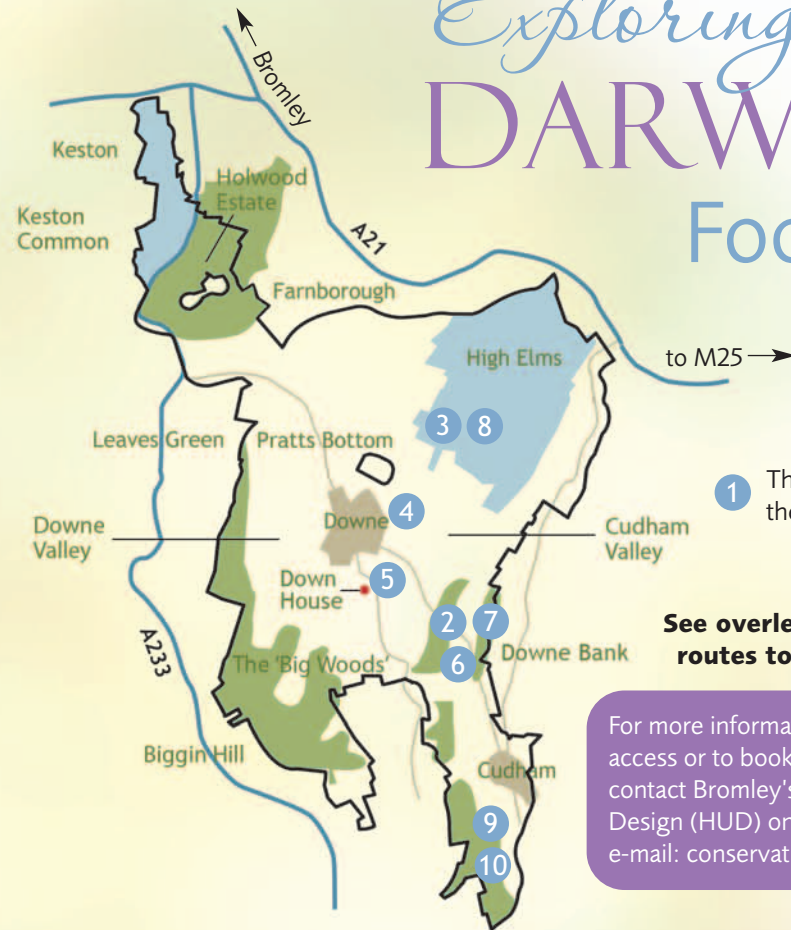 Exploring
DARW
Foo
Bromley
Keston
Holwood
Estate
Keston
Common
A21
Farnborough
High Elms
to M25
3 8
Leaves Green
Pratts Bottom
1
Th
the
4
Downe
Downe
Valley
Cudham
Valley
Down
House
5
2 7
See overle
routes to
A233
6
The 'Big Woods'
Downe Bank
For more informa
access or to book
contact Bromley's
Design (HUD) on
e-mail: conservat
Biggin Hill
Cudham
9
10